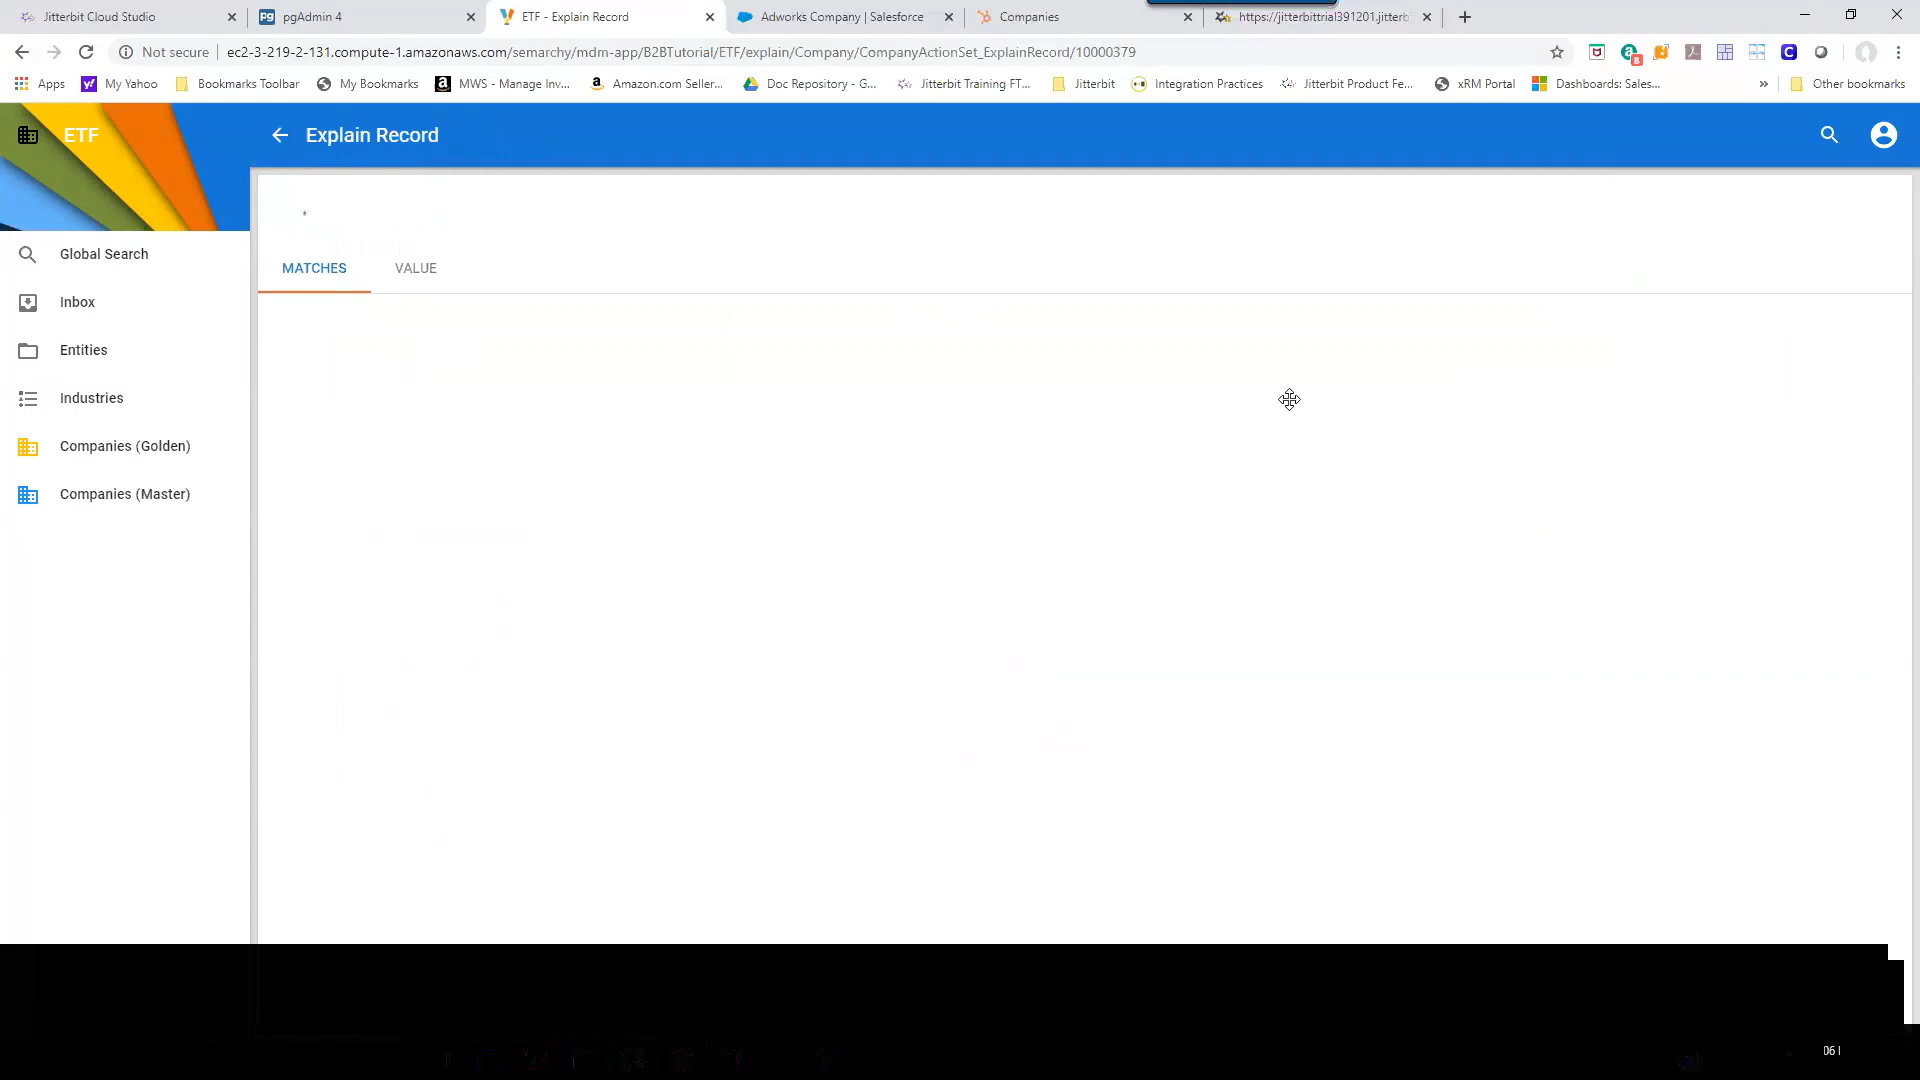 Jitterbit Cloud Studio
pgAdmin 4
ETF - Explain Record
Adworks Company | Salesforce
Companies
https://jitterbittrial391201.jitterb
Not secure
ec2-3-219-2-131.compute-1.amazonaws.com/semarchy/mdm-app/B2BTutorial/ETF/explain/Company/CompanyActionSet_ExplainRecord/10000379
Apps
My Yahoo
Bookmarks Toolbar
My Bookmarks
MWS - Manage Inv...
Amazon.com Seller...
Doc Repository - G...
Jitterbit Training FT...
Jitterbit
Integration Practices
Jitterbit Product Fe...
xRM Portal
Dashboards: Sales...
»
Other bookmarks
ETF
Explain Record
*
MATCHES
VALUE
Global Search
Inbox
Entities
Industries
Companies (Golden)
Companies (Master)